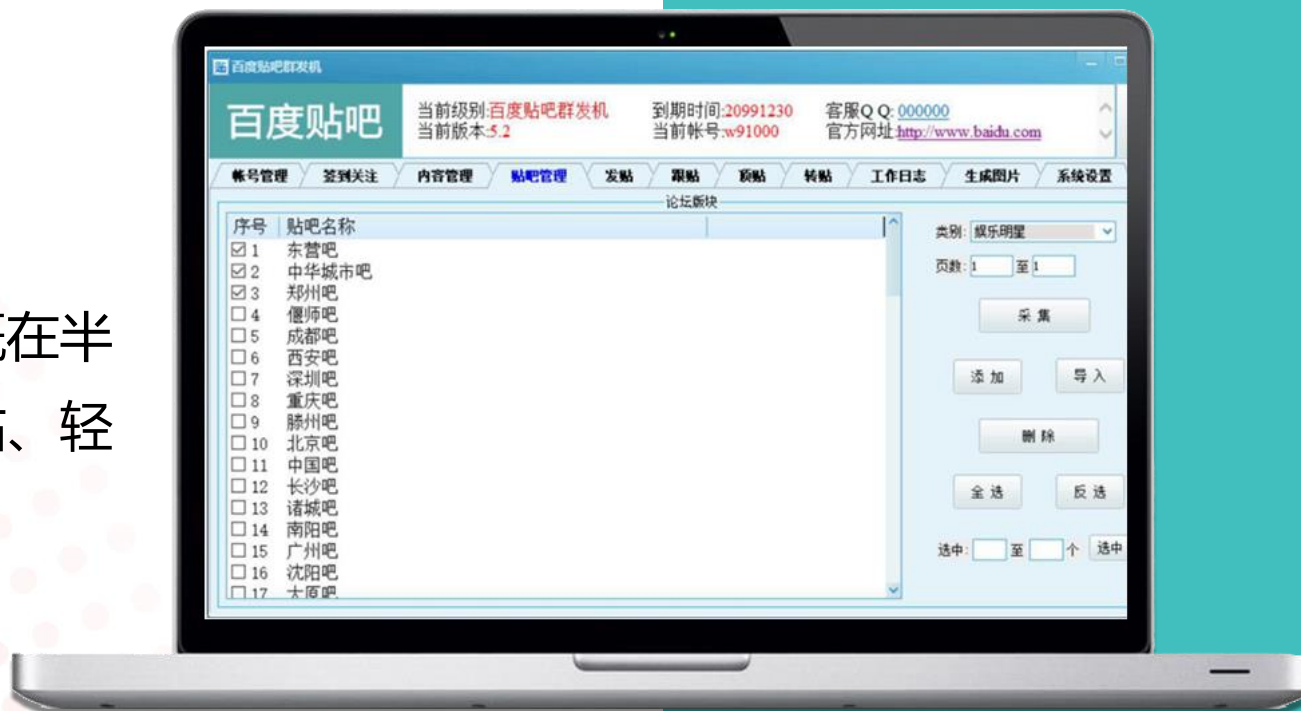 在半
、轻
百度贴吧群发机
百度贴吧
当前级别:百度贴吧群发机 到期时间:20991230 客服Q Q: 000000
当前版本:5.2 当前帐号:w91000 官方网址:http://www.baidu.com
帐号管理 签到关注 内容管理 贴吧管理 发贴 跟贴 顶贴 转贴 工作日志 生成图片 系统设置
论坛版块
序号 贴吧名称
1 东营吧
2 中华城市吧
3 郑州吧
4 偃师吧
5 成都吧
6 西安吧
7 深圳吧
8 重庆吧
9 滕州吧
10 北京吧
11 中国吧
12 长沙吧
13 诸城吧
14 南阳吧
15 广州吧
16 沈阳吧
17 太原吧
类别: 娱乐明星
页数: 1 至 1
采 集
添 加 导 入
删 除
全 选 反 选
选中: 至 个 选中